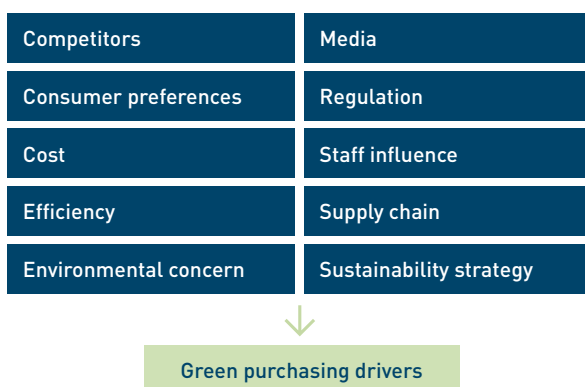 Competitors
Media
Consumer preferences
Regulation
Cost
Staff influence
Efficiency
Supply chain
Environmental concern
Sustainability strategy
Green purchasing drivers